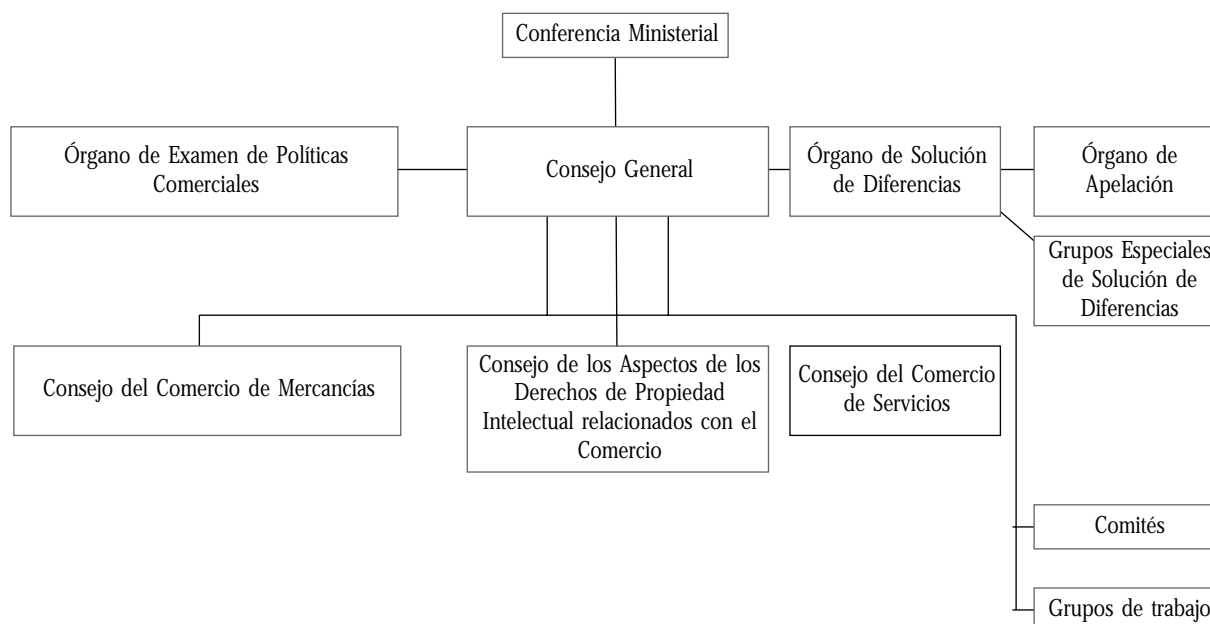 Conferencia Ministerial
Órgano de Examen de Políticas
Comerciales
Consejo General
Órgano de Solución
de Diferencias
Órgano de
Apelación
Grupos Especiales
de Solución de
Diferencias
Consejo del Comercio de Mercancías
Consejo de los Aspectos de los
Derechos de Propiedad
Intelectual relacionados con el
Comercio
Consejo del Comercio
de Servicios
Comités
Grupos de trabajo